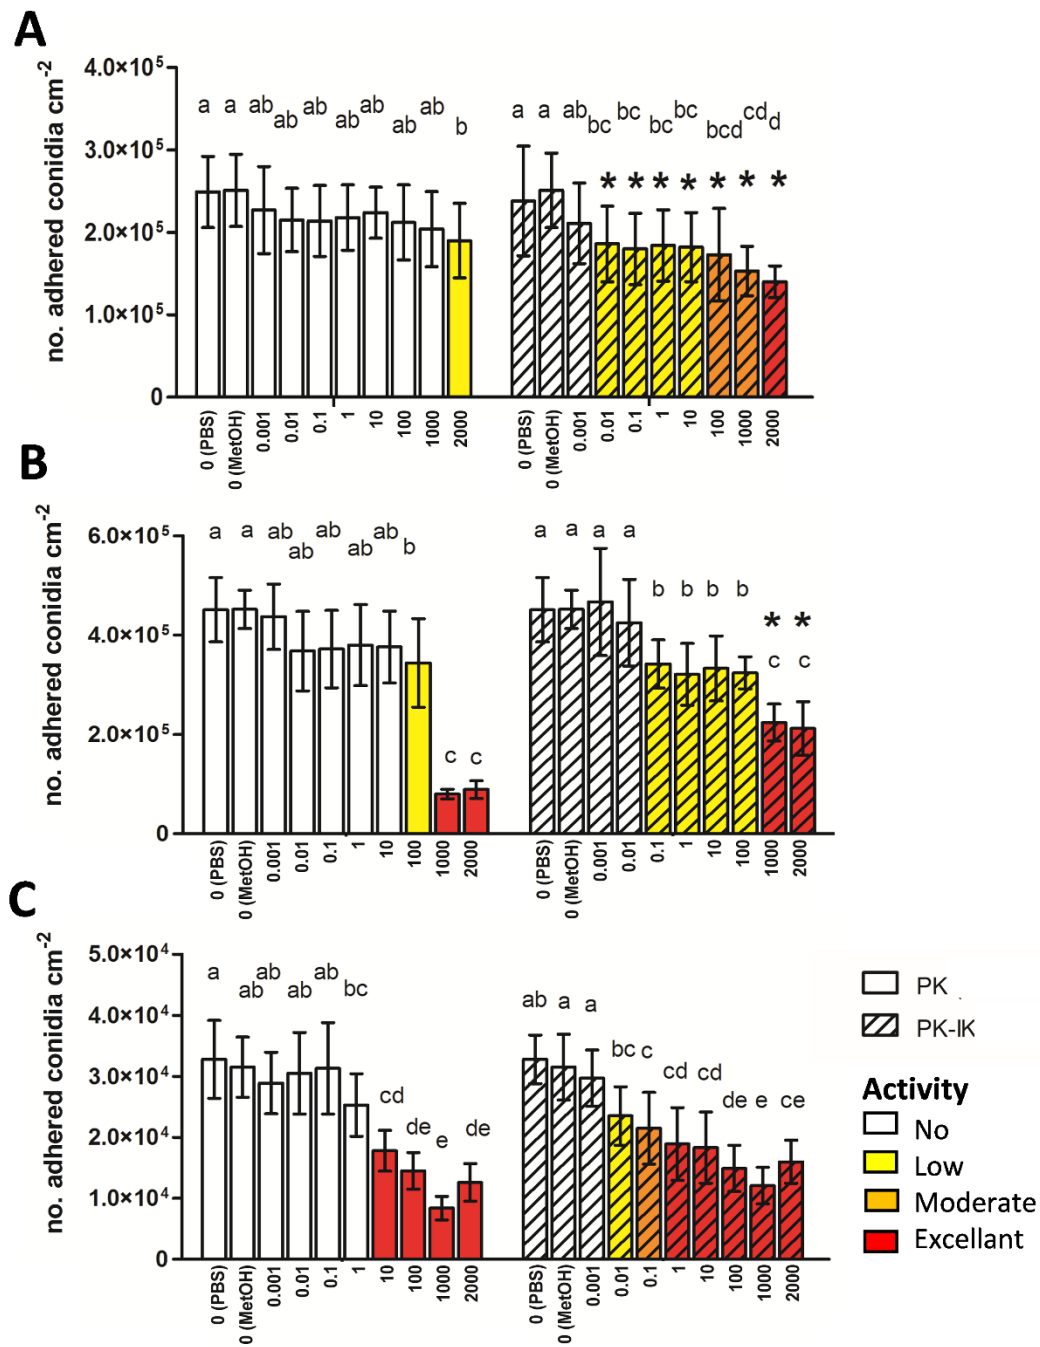 A
no. adhered conidia cm-2
4.0×105
3.0×105
2.0×105
1.0×105
0
a a ab ab ab ab ab ab ab b
a a ab bc bc bc bc bcd cd d
* * * * * * *
0 (PBS) 0 (MetOH) 0.001 0.01 0.1 1 10 100 1000 2000
0 (PBS) 0 (MetOH) 0.001 0.01 0.1 1 10 100 1000 2000
B
no. adhered conidia cm-2
6.0×105
4.0×105
2.0×105
0
a a ab ab ab ab ab b c c
a a a a b b b b c c
* *
0 (PBS) 0 (MetOH) 0.001 0.01 0.1 1 10 100 1000 2000
0 (PBS) 0 (MetOH) 0.001 0.01 0.1 1 10 100 1000 2000
C
no. adhered conidia cm-2
5.0×104
4.0×104
3.0×104
2.0×104
1.0×104
0
a ab ab ab ab bc cd de e de
ab a a bc c cd cd de e ce
0 (PBS) 0 (MetOH) 0.001 0.01 0.1 1 10 100 1000 2000
0 (PBS) 0 (MetOH) 0.001 0.01 0.1 1 10 100 1000 2000
PK
PK-IK
Activity
No
Low
Moderate
Excellant